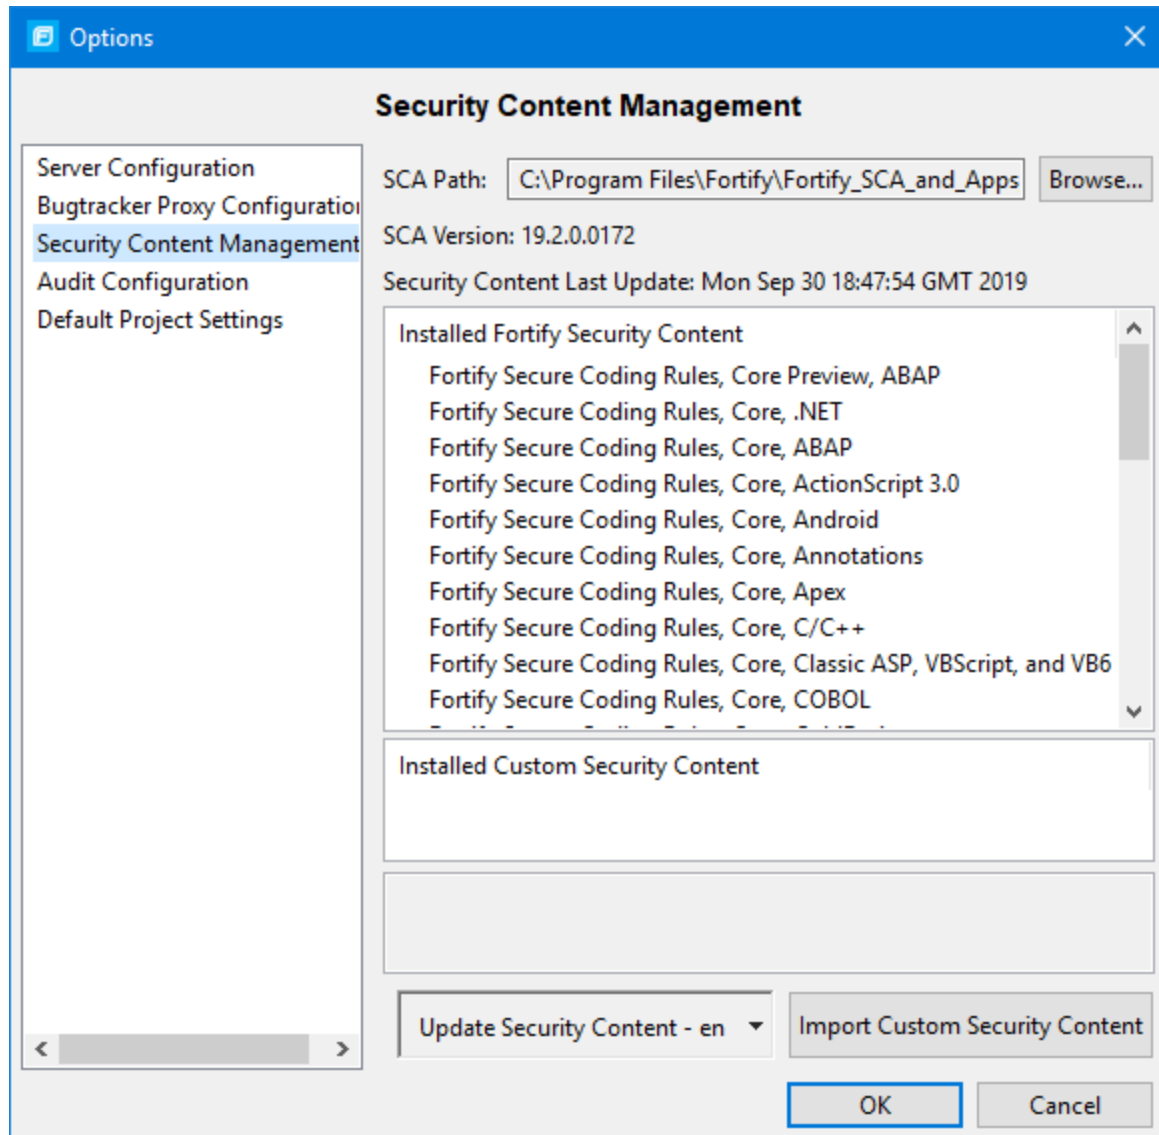 Options
Security Content Management
Server Configuration
Bugtracker Proxy Configuration
Security Content Management
Audit Configuration
Default Project Settings
SCA Path: C:\Program Files\Fortify\Fortify_SCA_and_Apps Browse...
SCA Version: 19.2.0.0172
Security Content Last Update: Mon Sep 30 18:47:54 GMT 2019
Installed Fortify Security Content
Fortify Secure Coding Rules, Core Preview, ABAP
Fortify Secure Coding Rules, Core, .NET
Fortify Secure Coding Rules, Core, ABAP
Fortify Secure Coding Rules, Core, ActionScript 3.0
Fortify Secure Coding Rules, Core, Android
Fortify Secure Coding Rules, Core, Annotations
Fortify Secure Coding Rules, Core, Apex
Fortify Secure Coding Rules, Core, C/C++
Fortify Secure Coding Rules, Core, Classic ASP, VBScript, and VB6
Fortify Secure Coding Rules, Core, COBOL
Installed Custom Security Content
Update Security Content - en
Import Custom Security Content
OK
Cancel